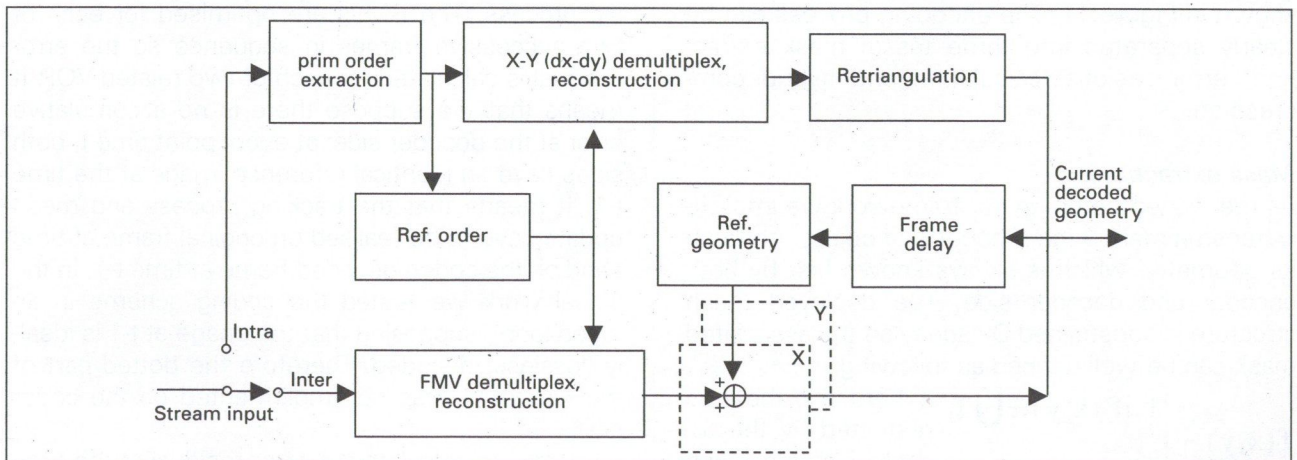 prim order
extraction
X-Y (dx-dy) demultiplex,
reconstruction
Retriangulation
Ref. order
Ref.
geometry
Frame
delay
Current
decoded
geometry
Intra
Inter
Stream input
FMV demultiplex,
reconstruction
Y
X
+
+